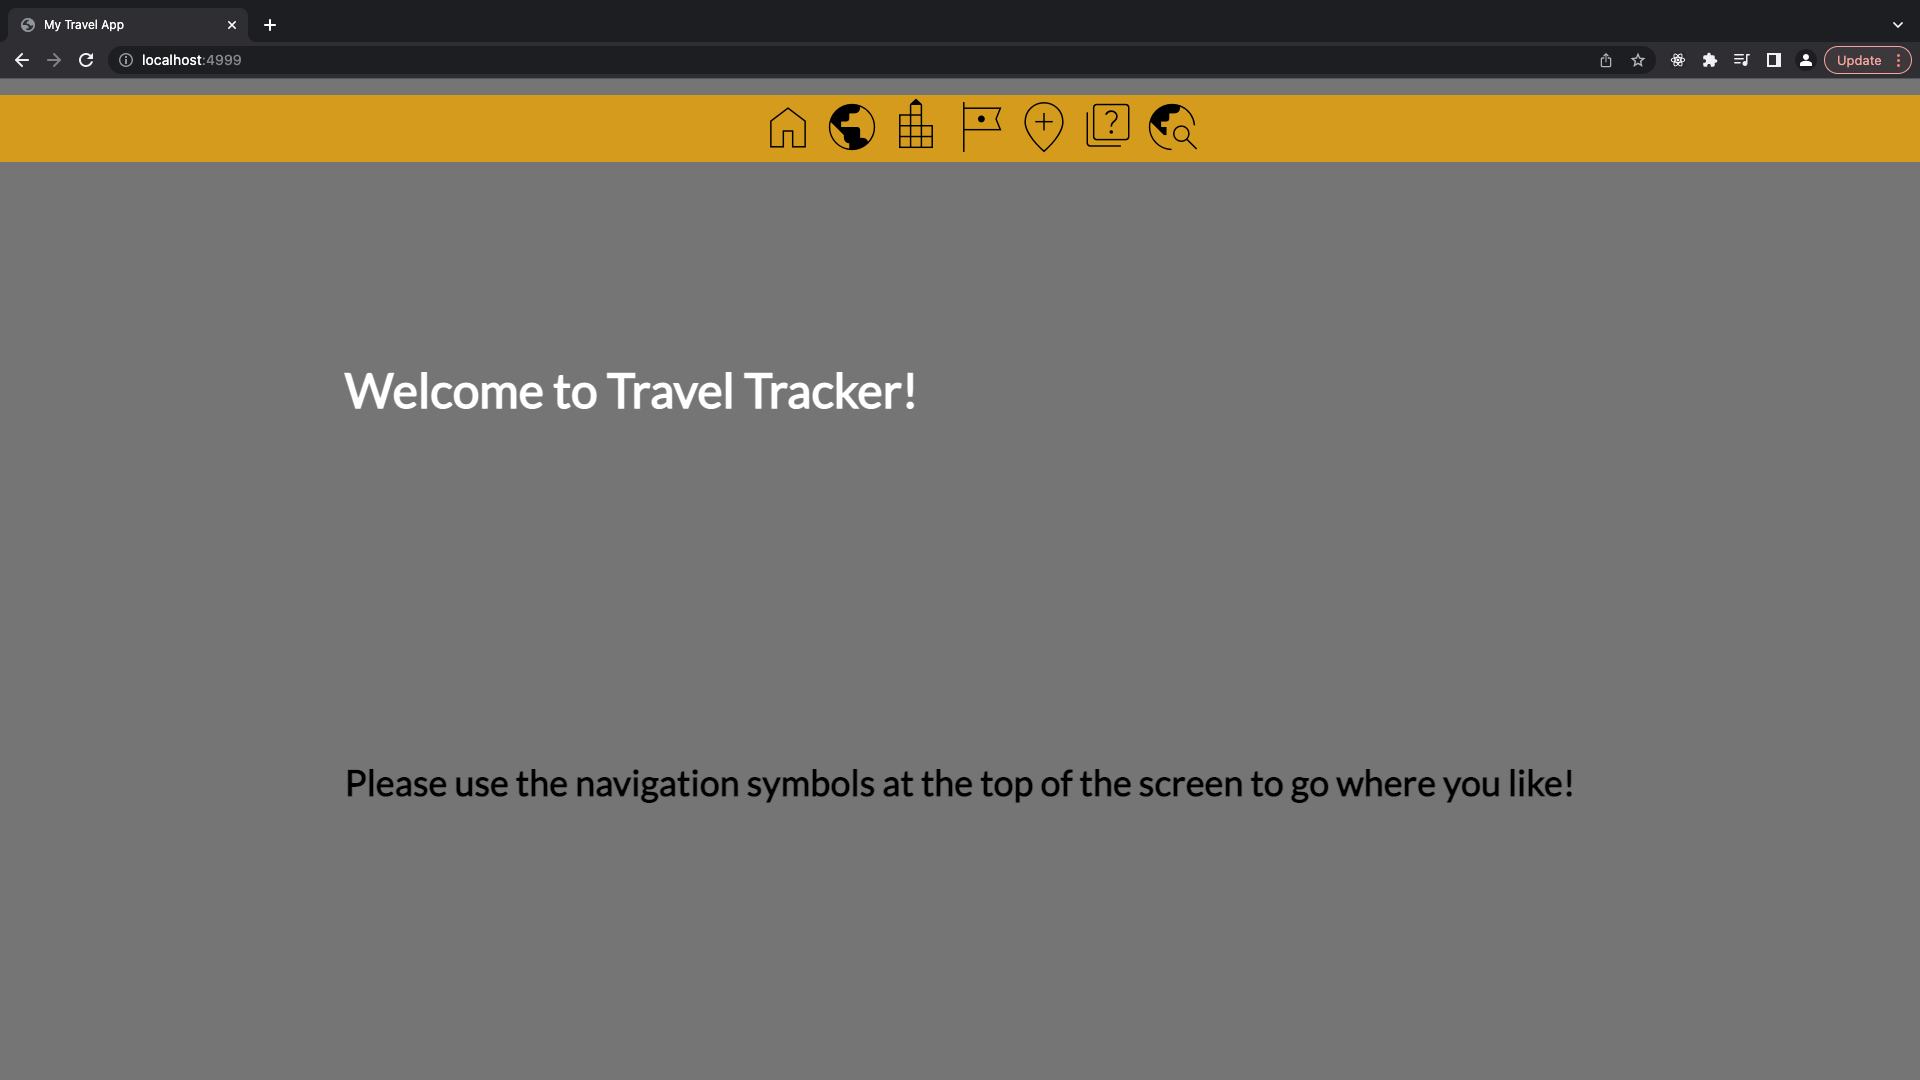 My Travel App
localhost:4999
Update
?
Welcome to Travel Tracker!
Please use the navigation symbols at the top of the screen to go where you like!